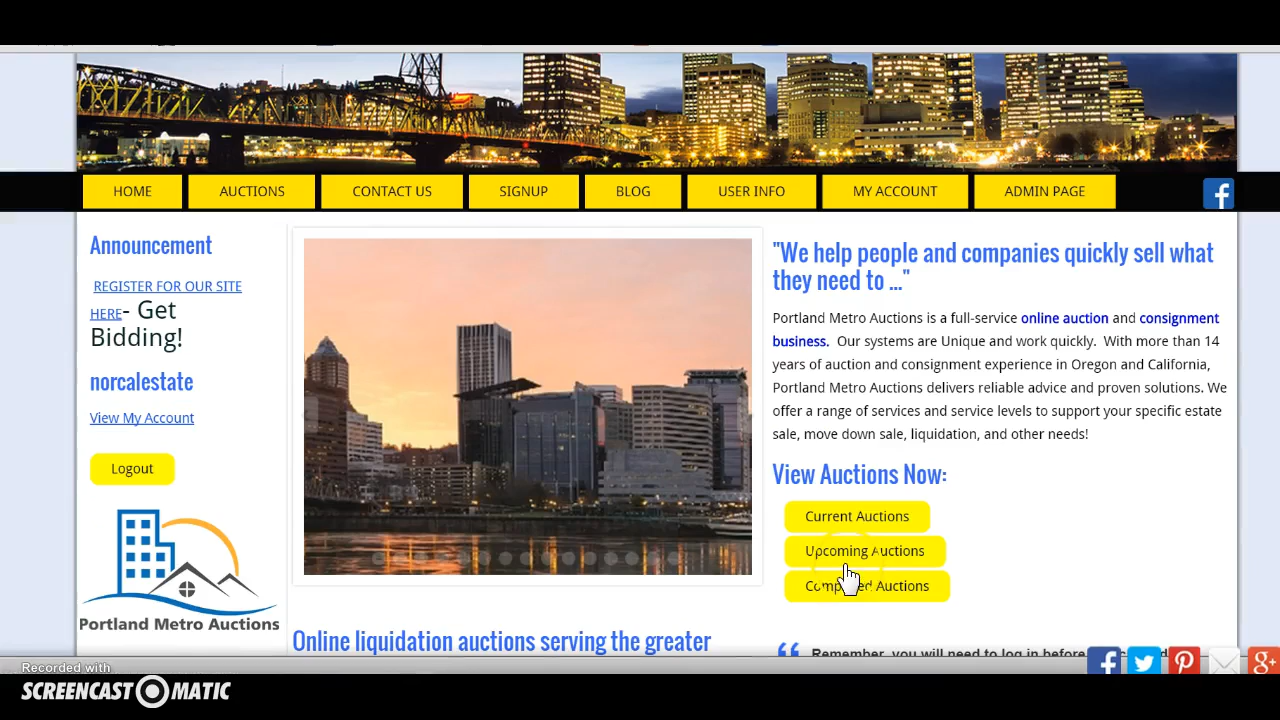 HOME AUCTIONS CONTACT US SIGNUP BLOG USER INFO MY ACCOUNT ADMIN PAGE
Announcement
REGISTER FOR OUR SITE
HERE- Get
Bidding!
norcalestate
View My Account
Logout
Portland Metro Auctions
"We help people and companies quickly sell what
they need to ..."
Portland Metro Auctions is a full-service online auction and consignment
business. Our systems are Unique and work quickly. With more than 14
years of auction and consignment experience in Oregon and California,
Portland Metro Auctions delivers reliable advice and proven solutions. We
offer a range of services and service levels to support your specific estate
sale, move down sale, liquidation, and other needs!
View Auctions Now:
Current Auctions
Upcoming Auctions
Completed Auctions
Online liquidation auctions serving the greater
Remember, you will need to log in before
Recorded with
SCREENCAST MATIC